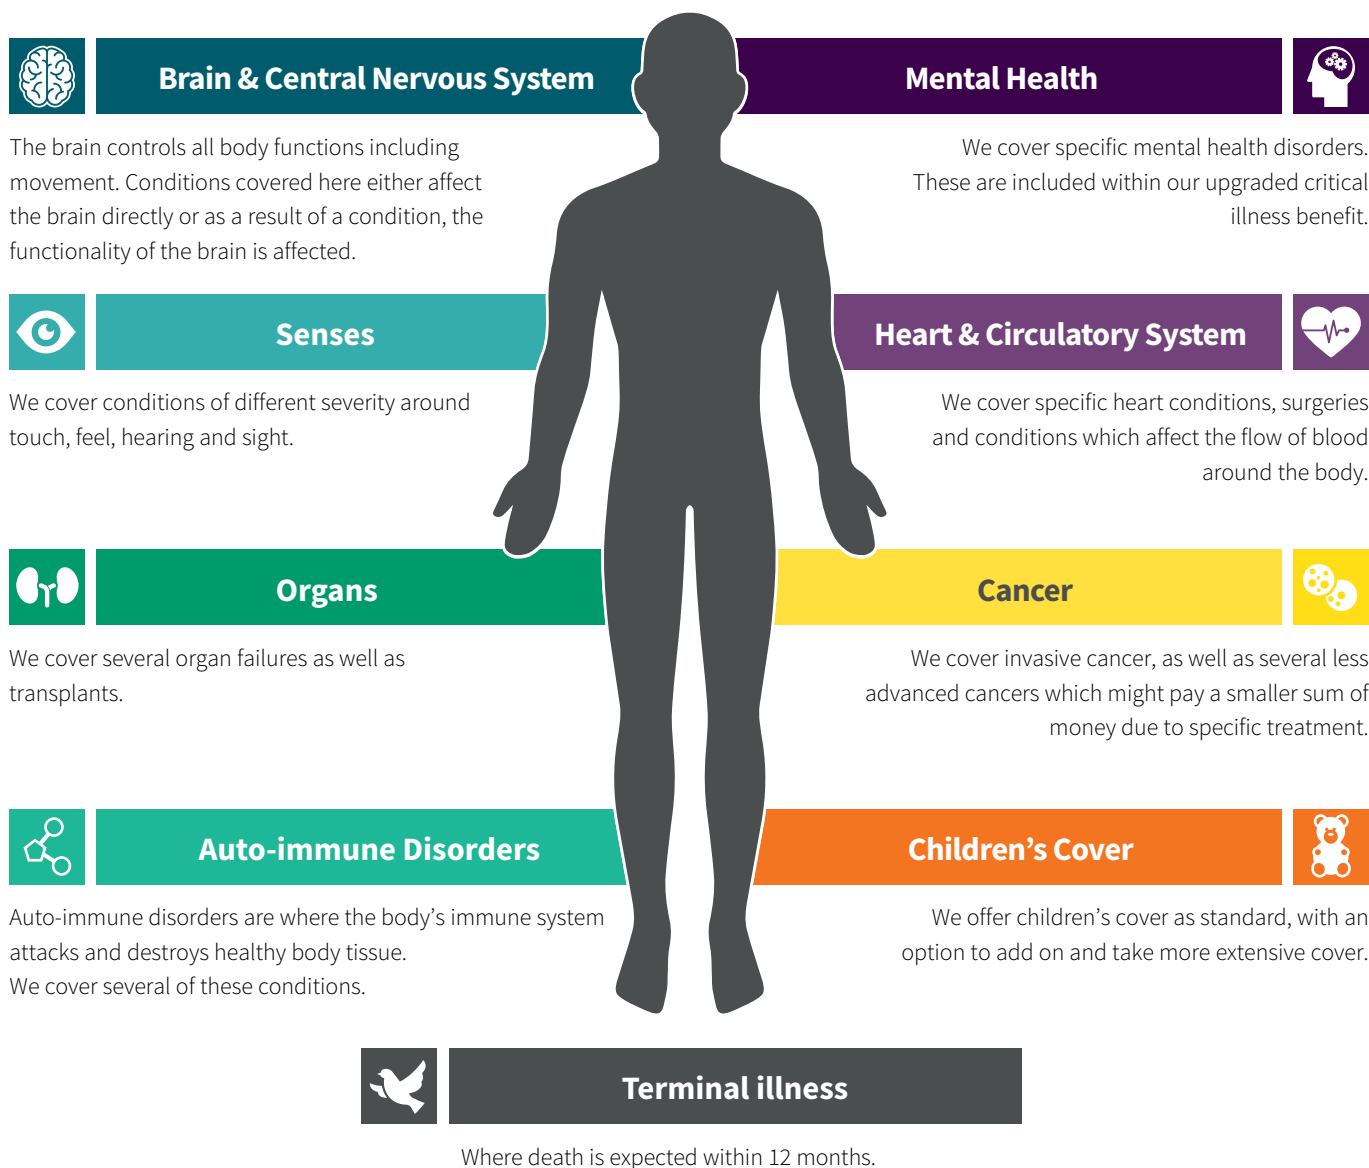 Brain & Central Nervous System
The brain controls all body functions including
movement. Conditions covered here either affect
the brain directly or as a result of a condition, the
functionality of the brain is affected.
Mental Health
We cover specific mental health disorders.
These are included within our upgraded critical
illness benefit.
Senses
We cover conditions of different severity around
touch, feel, hearing and sight.
Heart & Circulatory System
We cover specific heart conditions, surgeries
and conditions which affect the flow of blood
around the body.
Organs
We cover several organ failures as well as
transplants.
Cancer
We cover invasive cancer, as well as several less
advanced cancers which might pay a smaller sum of
money due to specific treatment.
Auto-immune Disorders
Auto-immune disorders are where the body’s immune system
attacks and destroys healthy body tissue.
We cover several of these conditions.
Children’s Cover
We offer children’s cover as standard, with an
option to add on and take more extensive cover.
Terminal illness
Where death is expected within 12 months.